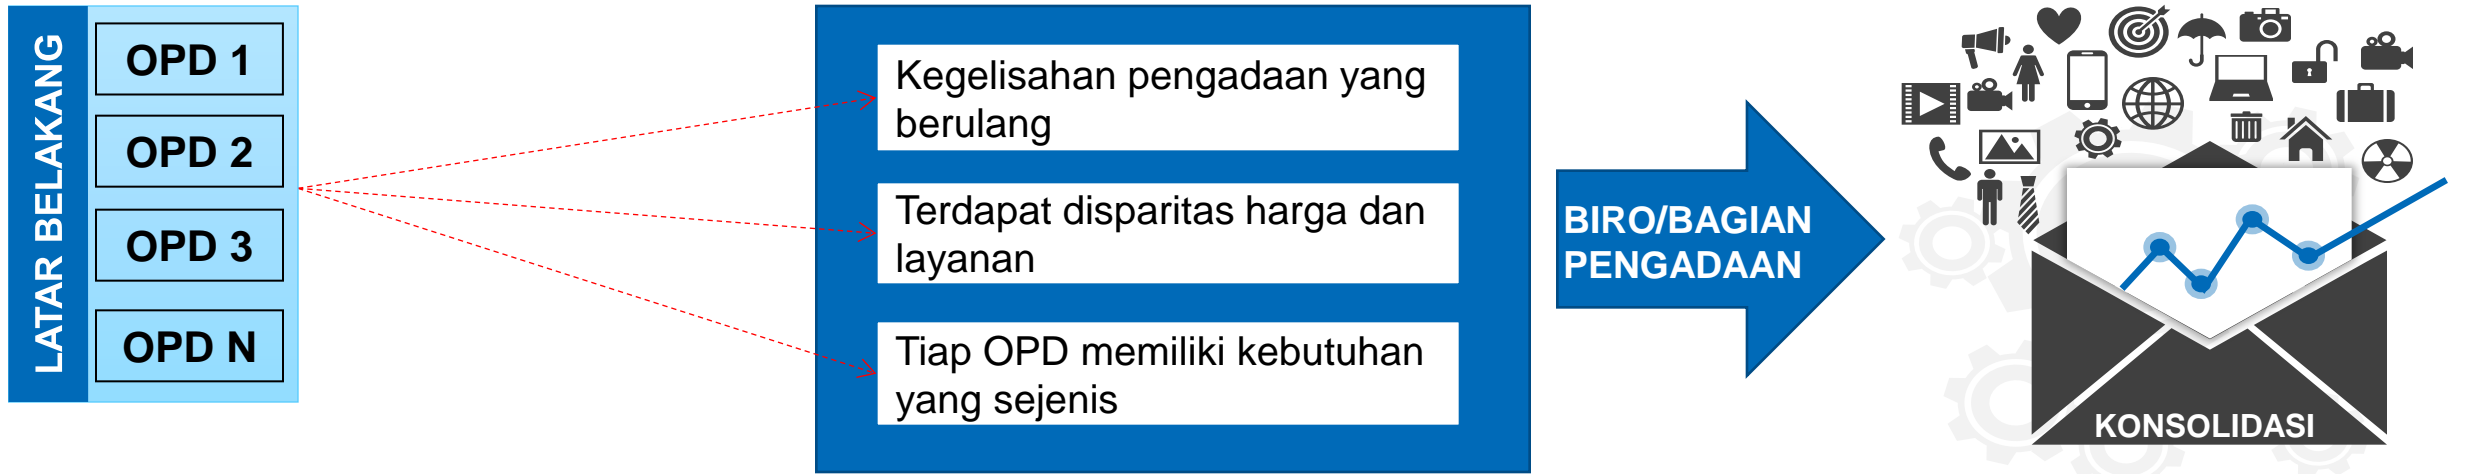 LATAR BELAKANG
OPD 1
OPD 2
OPD 3
OPD N
Kegelisahan pengadaan yang
berulang
Terdapat disparitas harga dan
layanan
Tiap OPD memiliki kebutuhan
yang sejenis
BIRO/BAGIAN
PENGADAAN
KONSOLIDASI